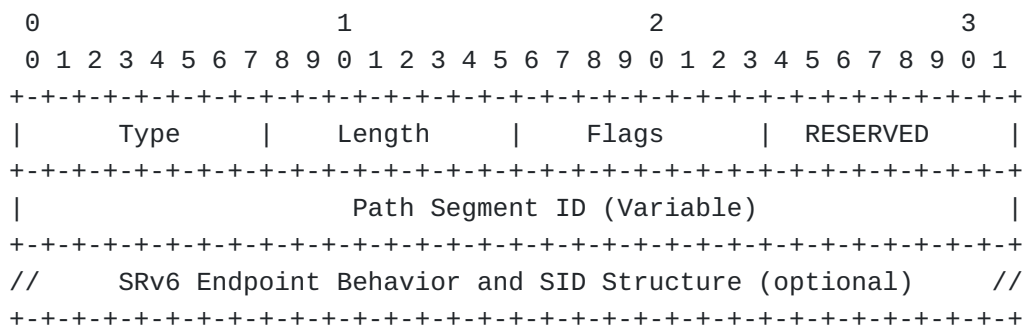 0                   1                   2                   3
 0 1 2 3 4 5 6 7 8 9 0 1 2 3 4 5 6 7 8 9 0 1 2 3 4 5 6 7 8 9 0 1
+-+-+-+-+-+-+-+-+-+-+-+-+-+-+-+-+-+-+-+-+-+-+-+-+-+-+-+-+-+-+-+-+
|      Type     |    Length     |    Flags      |  RESERVED     |
+-+-+-+-+-+-+-+-+-+-+-+-+-+-+-+-+-+-+-+-+-+-+-+-+-+-+-+-+-+-+-+-+
|                     Path Segment ID (Variable)                |
+-+-+-+-+-+-+-+-+-+-+-+-+-+-+-+-+-+-+-+-+-+-+-+-+-+-+-+-+-+-+-+-+
//     SRv6 Endpoint Behavior and SID Structure (optional)     //
+-+-+-+-+-+-+-+-+-+-+-+-+-+-+-+-+-+-+-+-+-+-+-+-+-+-+-+-+-+-+-+-+